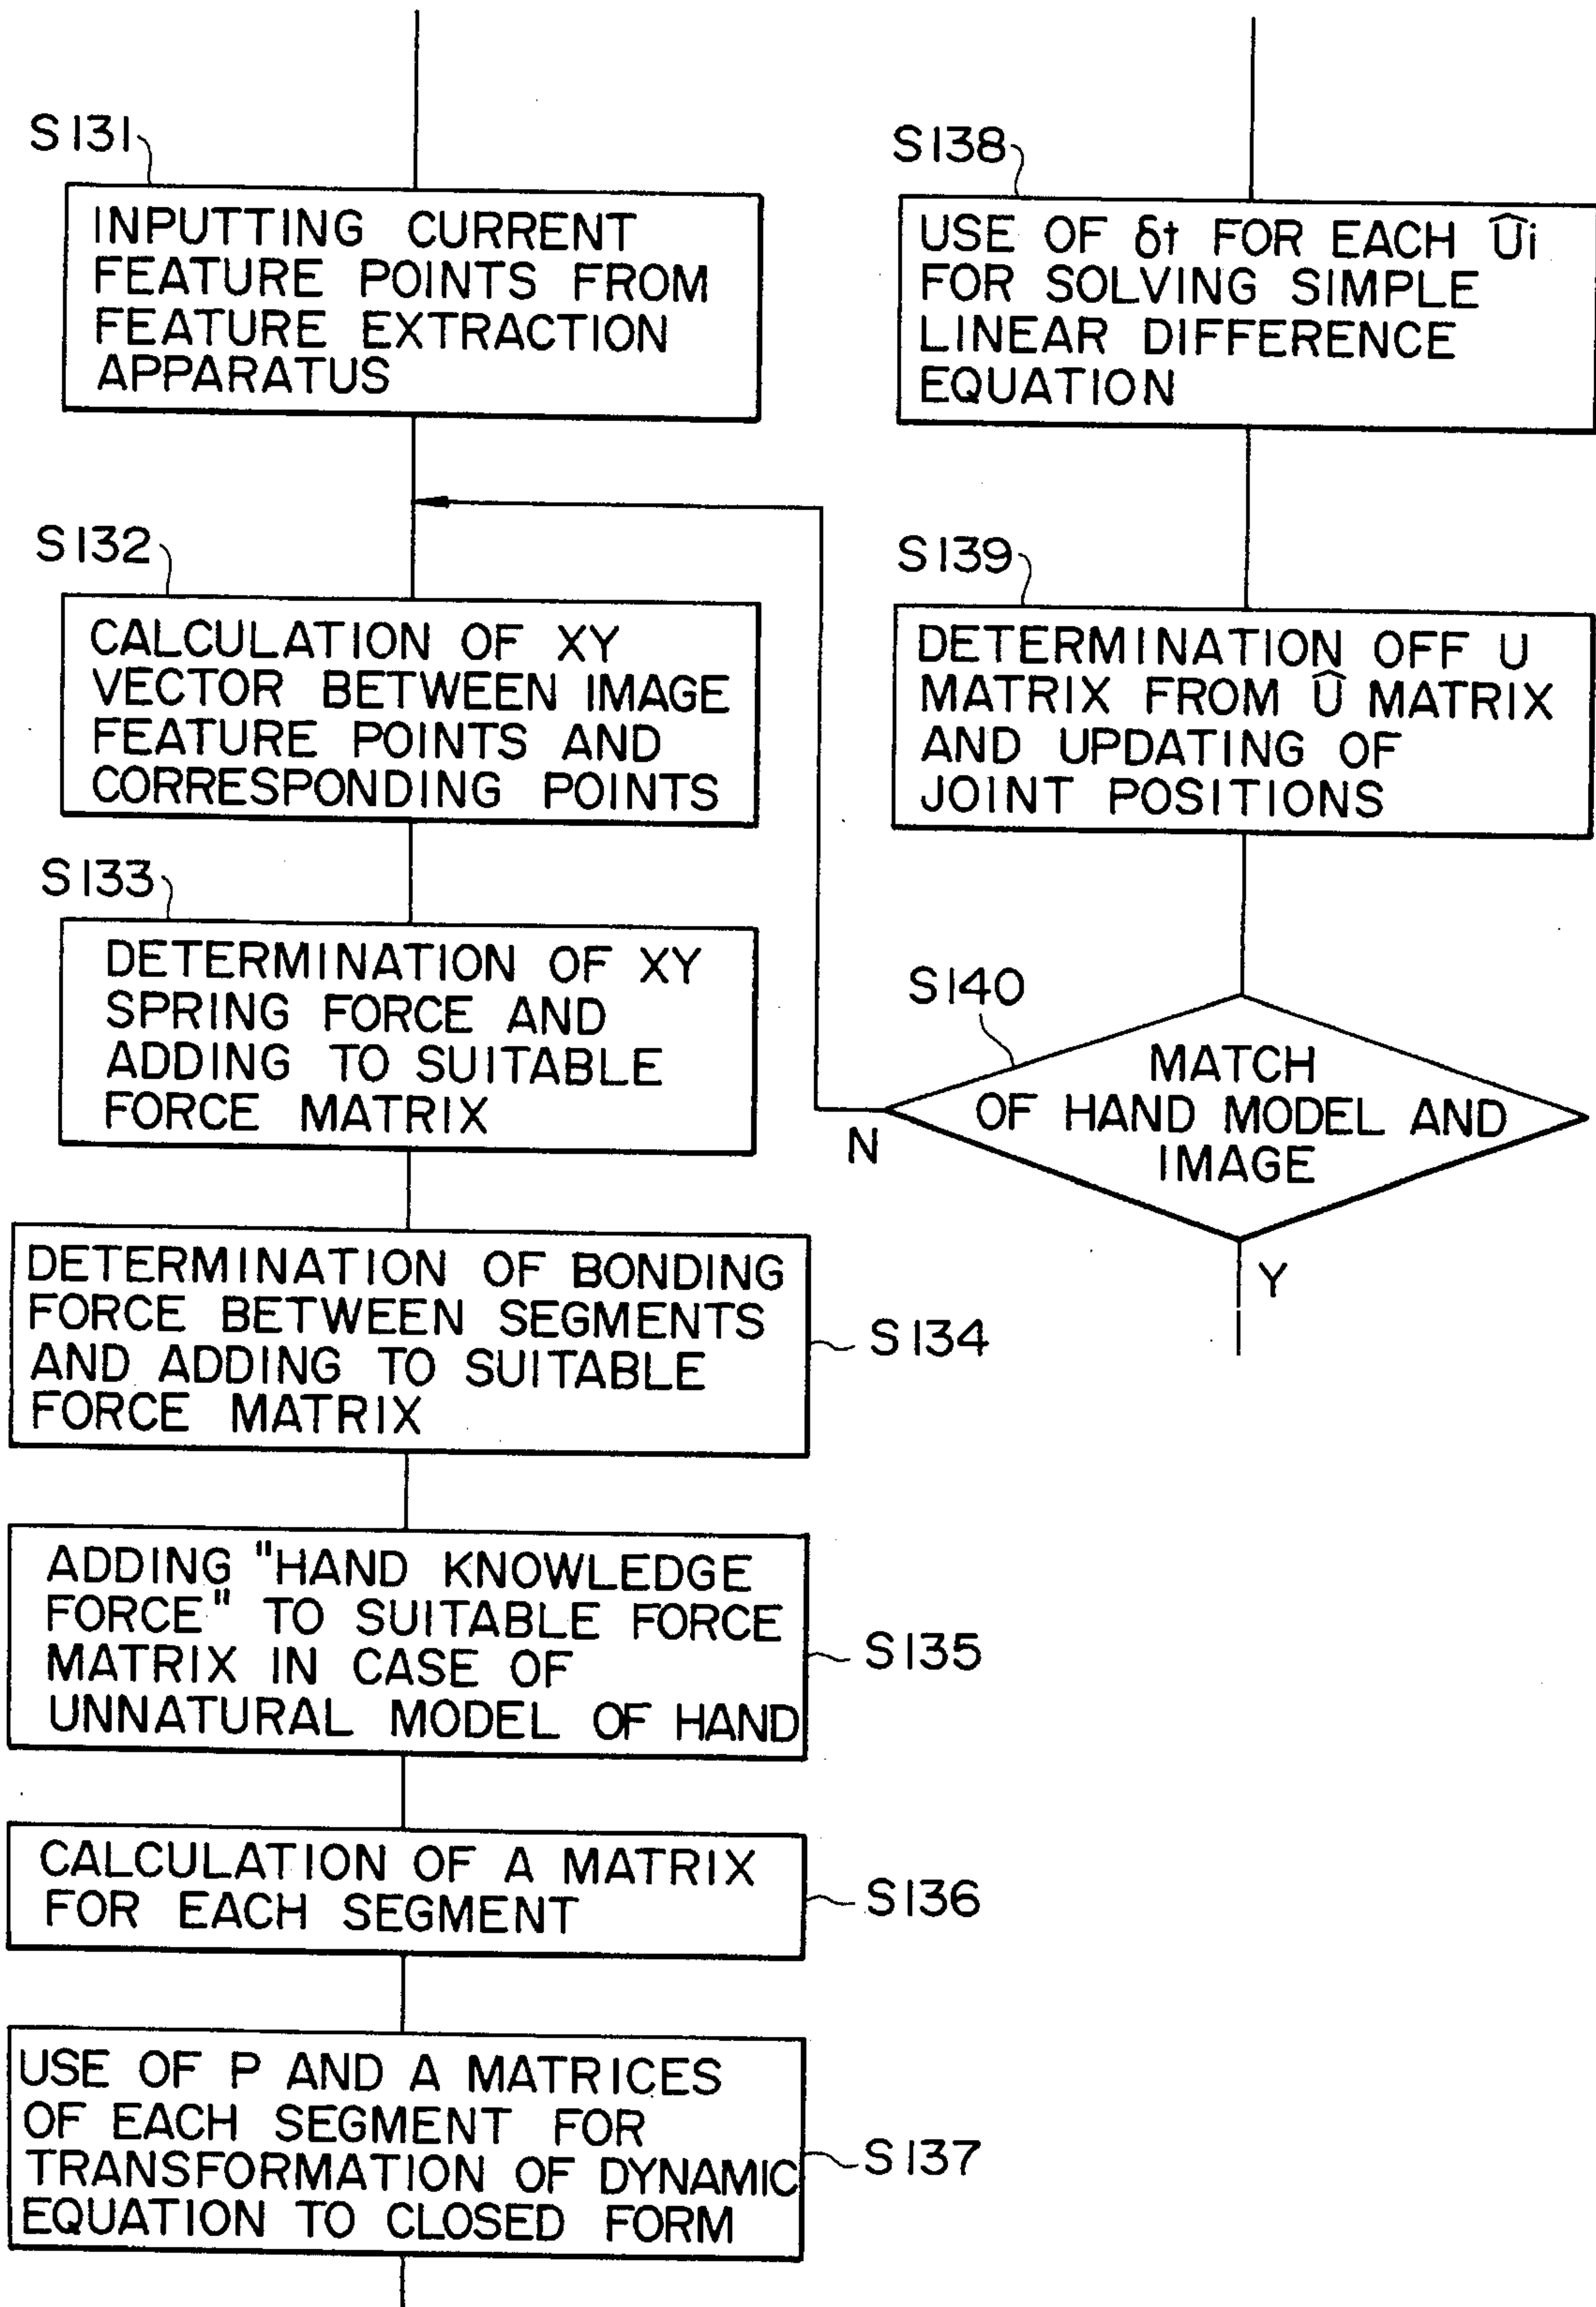 S131
INPUTTING CURRENT
FEATURE POINTS FROM
FEATURE EXTRACTION
APPARATUS
S132
CALCULATION OF XY
VECTOR BETWEEN IMAGE
FEATURE POINTS AND
CORRESPONDING POINTS
S133
DETERMINATION OF XY
SPRING FORCE AND
ADDING TO SUITABLE
FORCE MATRIX
DETERMINATION OF BONDING
FORCE BETWEEN SEGMENTS
AND ADDING TO SUITABLE
FORCE MATRIX
S134
ADDING "HAND KNOWLEDGE
FORCE" TO SUITABLE FORCE
MATRIX IN CASE OF
UNNATURAL MODEL OF HAND
S135
CALCULATION OF A MATRIX
FOR EACH SEGMENT
S136
USE OF P AND A MATRICES
OF EACH SEGMENT FOR
TRANSFORMATION OF DYNAMIC
EQUATION TO CLOSED FORM
S137
S138
USE OF δt FOR EACH Ûi
FOR SOLVING SIMPLE
LINEAR DIFFERENCE
EQUATION
S139
DETERMINATION OFF U
MATRIX FROM Û MATRIX
AND UPDATING OF
JOINT POSITIONS
S140
MATCH
OF HAND MODEL AND
IMAGE
N
Y